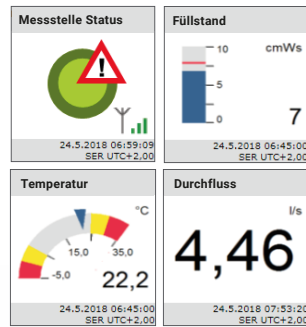 Messstelle Status
!
24.5.2018 06:59:09
SER UTC+2,00
Füllstand
10
cmWs
5
0
7
24.5.2018 06:45:00
SER UTC+2,00
Temperatur
°C
15,0
35,0
-5,0
22,2
24.5.2018 06:45:00
SER UTC+2,00
Durchfluss
l/s
4,46
24.5.2018 07:53:20
SER UTC+2,00